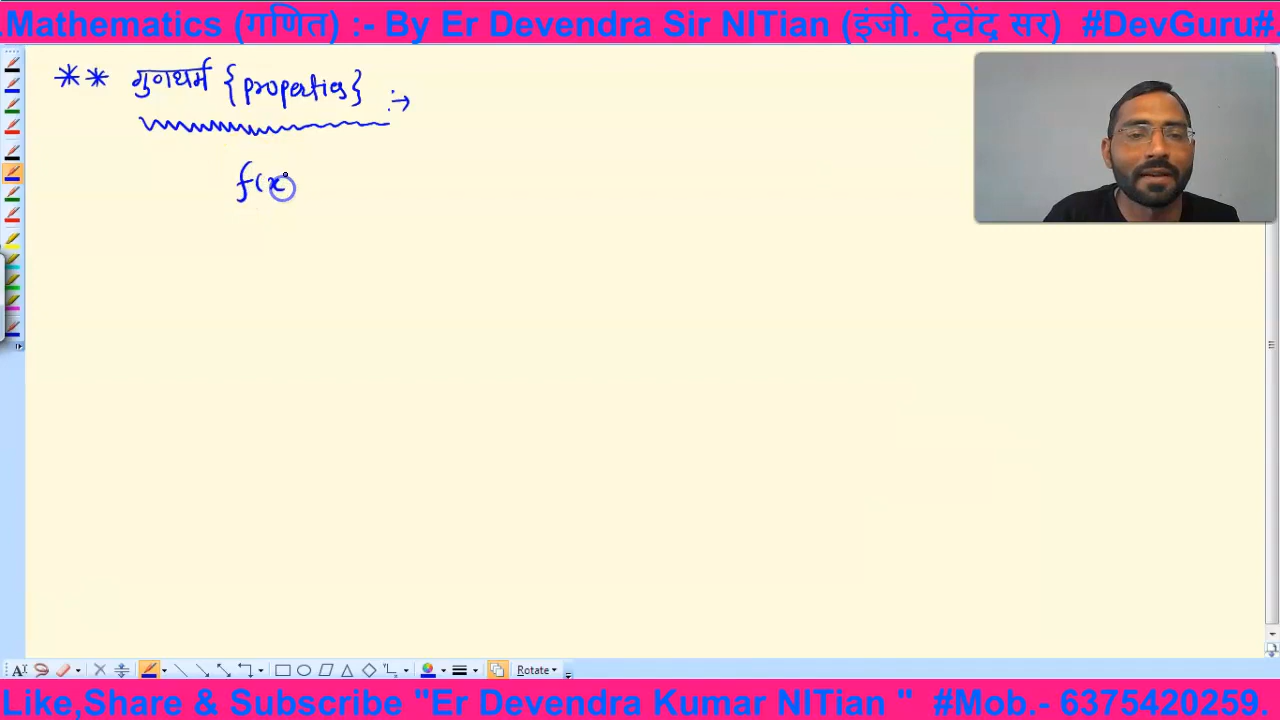 .Mathematics (गणित) :- By Er Devendra Sir NITian (इंजी. देवेंद्र सर) #DevGuru#.
** गुणधर्म {properties} :→
f(x
A
Rotate
Like,Share & Subscribe "Er Devendra Kumar NITian " #Mob.- 6375420259.